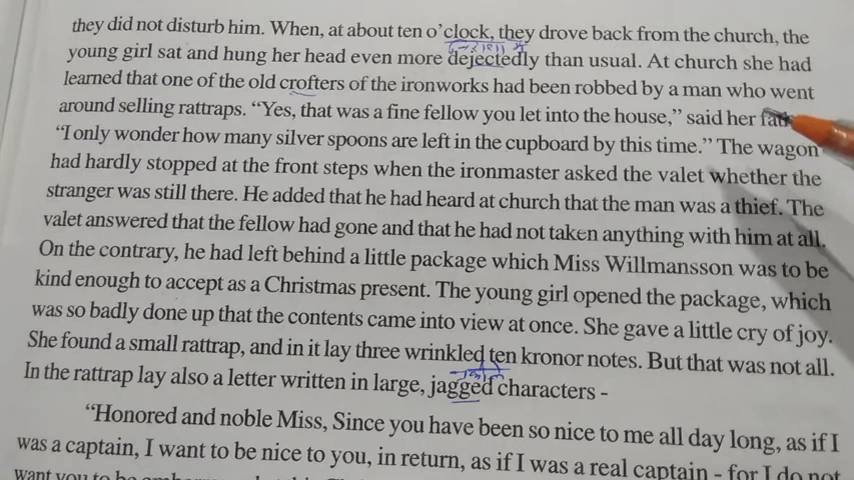 they did not disturb him. When, at about ten o’clock, they drove back from the church, the
young girl sat and hung her head even more dejectedly than usual. At church she had
learned that one of the old crofters of the ironworks had been robbed by a man who went
around selling rattraps. “Yes, that was a fine fellow you let into the house,” said her
“I only wonder how many silver spoons are left in the cupboard by this time.” The wagon
had hardly stopped at the front steps when the ironmaster asked the valet whether the
stranger was still there. He added that he had heard at church that the man was a thief. The
valet answered that the fellow had gone and that he had not taken anything with him at all.
On the contrary, he had left behind a little package which Miss Willmansson was to be
kind enough to accept as a Christmas present. The young girl opened the package, which
was so badly done up that the contents came into view at once. She gave a little cry of joy.
She found a small rattrap, and in it lay three wrinkled ten kronor notes. But that was not all.
In the rattrap lay also a letter written in large, jagged characters -
“Honored and noble Miss, Since you have been so nice to me all day long, as if I
was a captain, I want to be nice to you, in return, as if I was a real captain - for I do not
want you to be